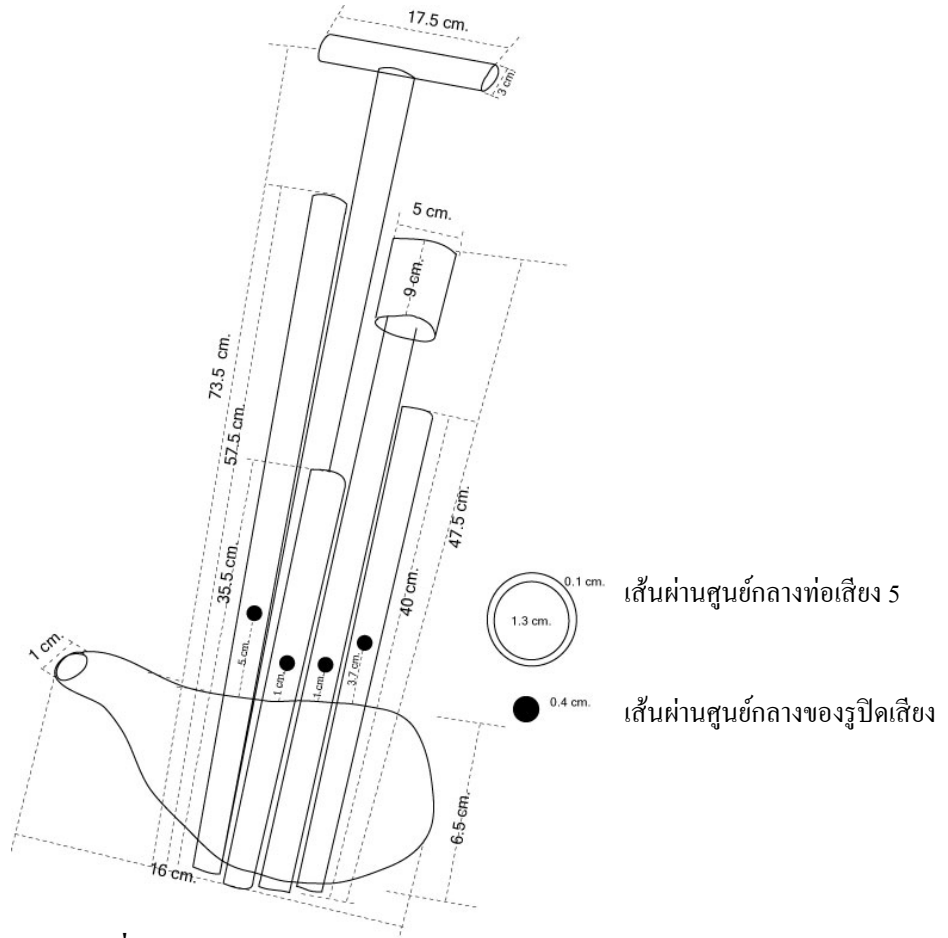 17.5 cm.
3 cm.
5 cm.
9 cm.
73.5 cm.
57.5 cm.
47.5 cm.
35.5 cm.
40 cm.
0.1 cm.
เส้นผ่านศูนย์กลางท่อเสียง 5
1.3 cm.
1 cm.
5 cm.
1 cm.
1 cm.
3.7 cm.
0.4 cm.
เส้นผ่านศูนย์กลางของรูปิดเสียง
6.5 cm.
16 cm.